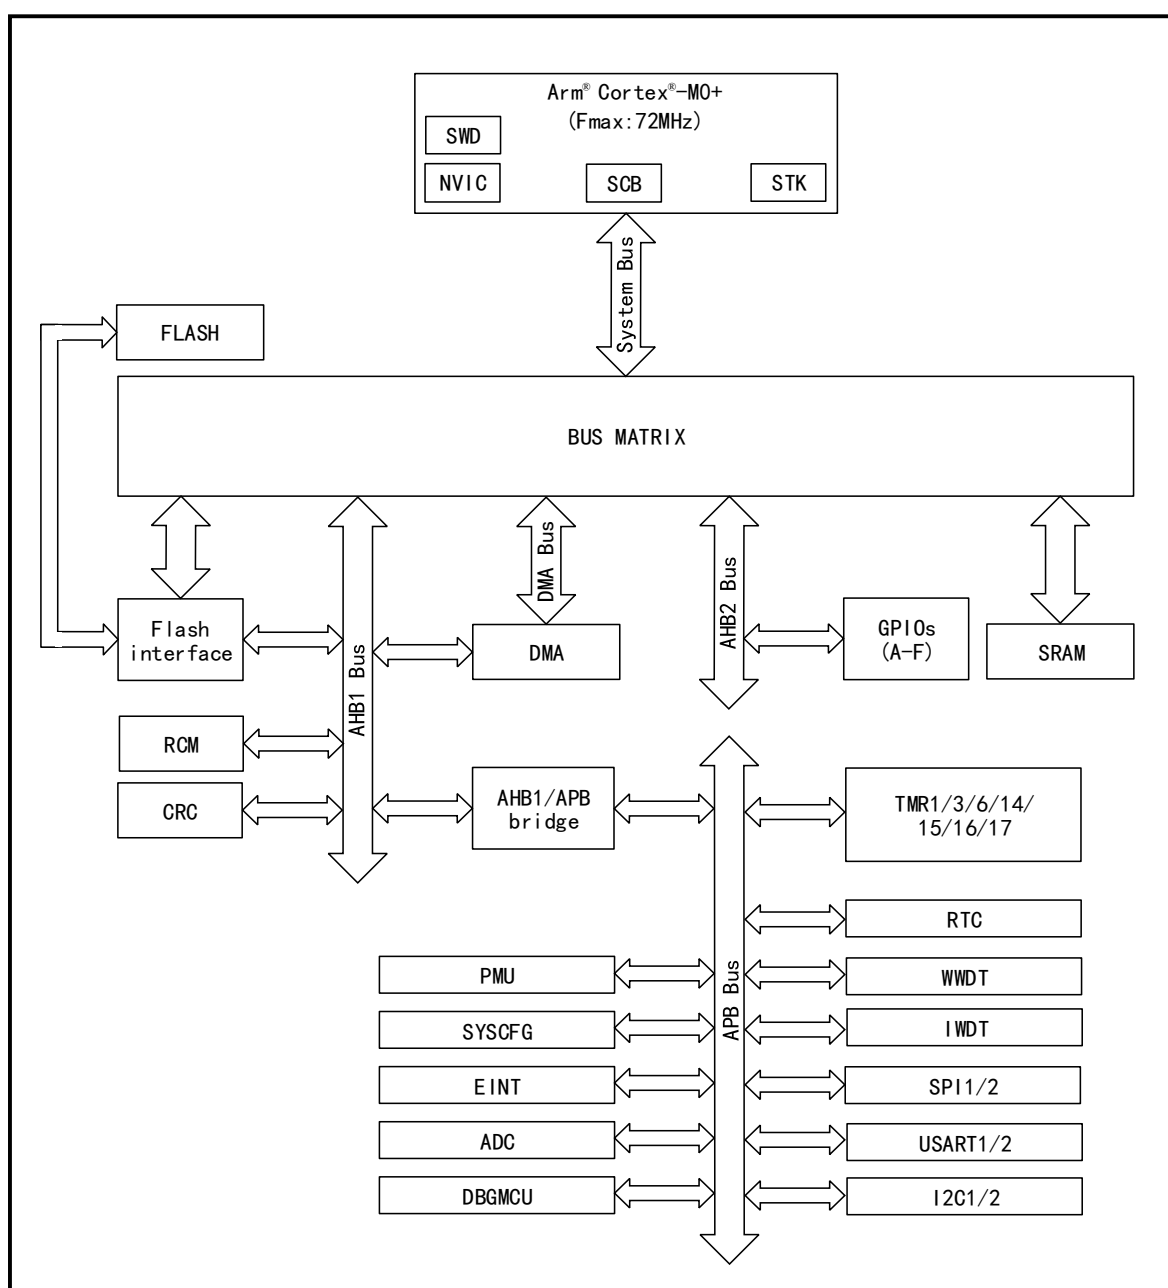 Arm® Cortex®-M0+
(Fmax:72MHz)
SWD
NVIC
SCB
STK
System Bus
FLASH
BUS MATRIX
DMA Bus
AHB2 Bus
AHB1 Bus
Flash
interface
DMA
GPIOs
(A-F)
SRAM
RCM
CRC
AHB1/APB
bridge
TMR1/3/6/14/
15/16/17
APB Bus
RTC
PMU
WWDT
SYSCFG
IWDT
EINT
SPI1/2
ADC
USART1/2
DBGMCU
I2C1/2